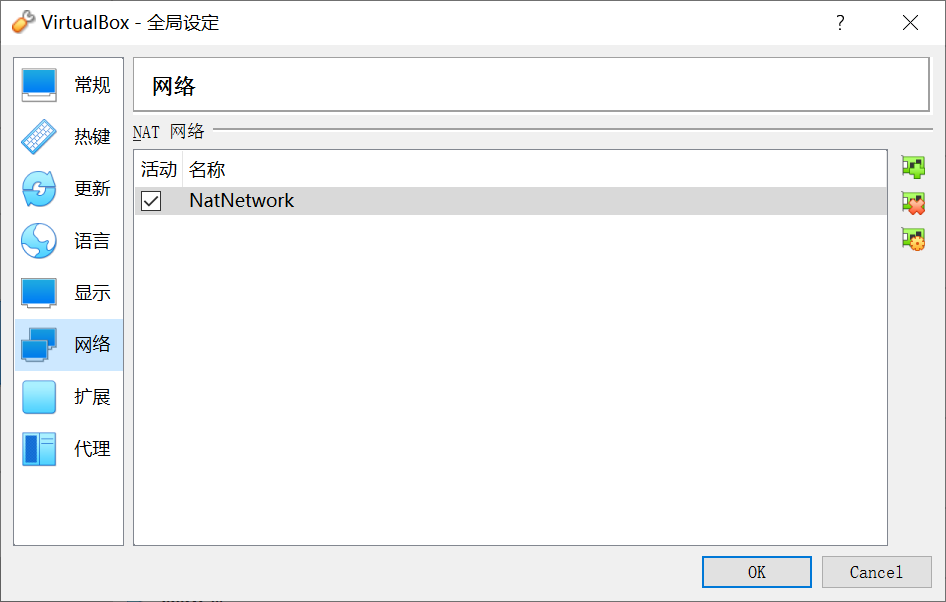 VirtualBox - 全局设定
?
常规
热键
更新
语言
显示
网络
扩展
代理
网络
NAT 网络
活动 名称
NatNetwork
OK Cancel